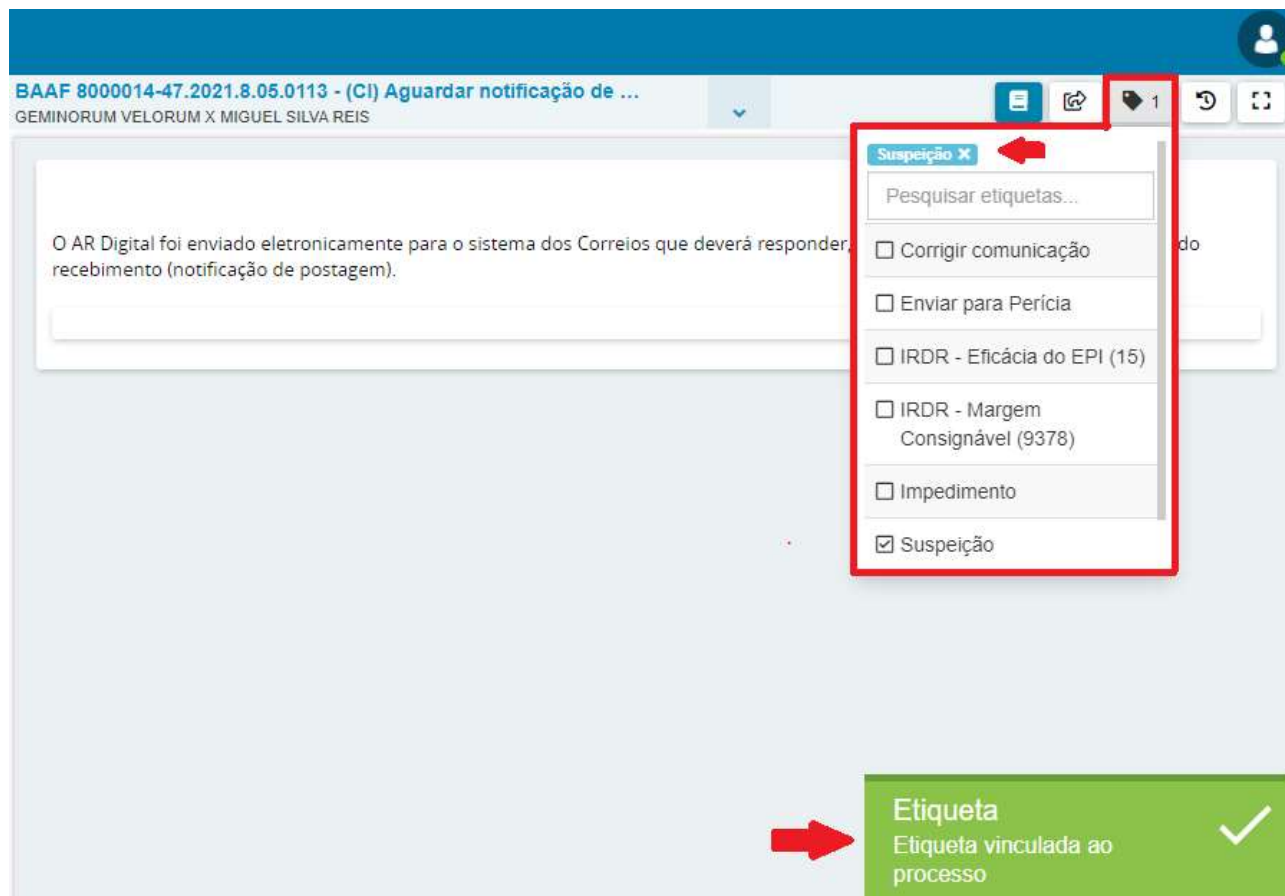 BAAF 8000014-47.2021.8.05.0113 - (CI) Aguardar notificação de ...
GEMINORUM VELORUM X MIGUEL SILVA REIS
1
Suspeição ×
Pesquisar etiquetas...
O AR Digital foi enviado eletronicamente para o sistema dos Correios que deverá responder, do
recebimento (notificação de postagem).
Corrigir comunicação
Enviar para Perícia
IRDR - Eficácia do EPI (15)
IRDR - Margem
Consignável (9378)
Impedimento
Suspeição
Etiqueta
Etiqueta vinculada ao
processo